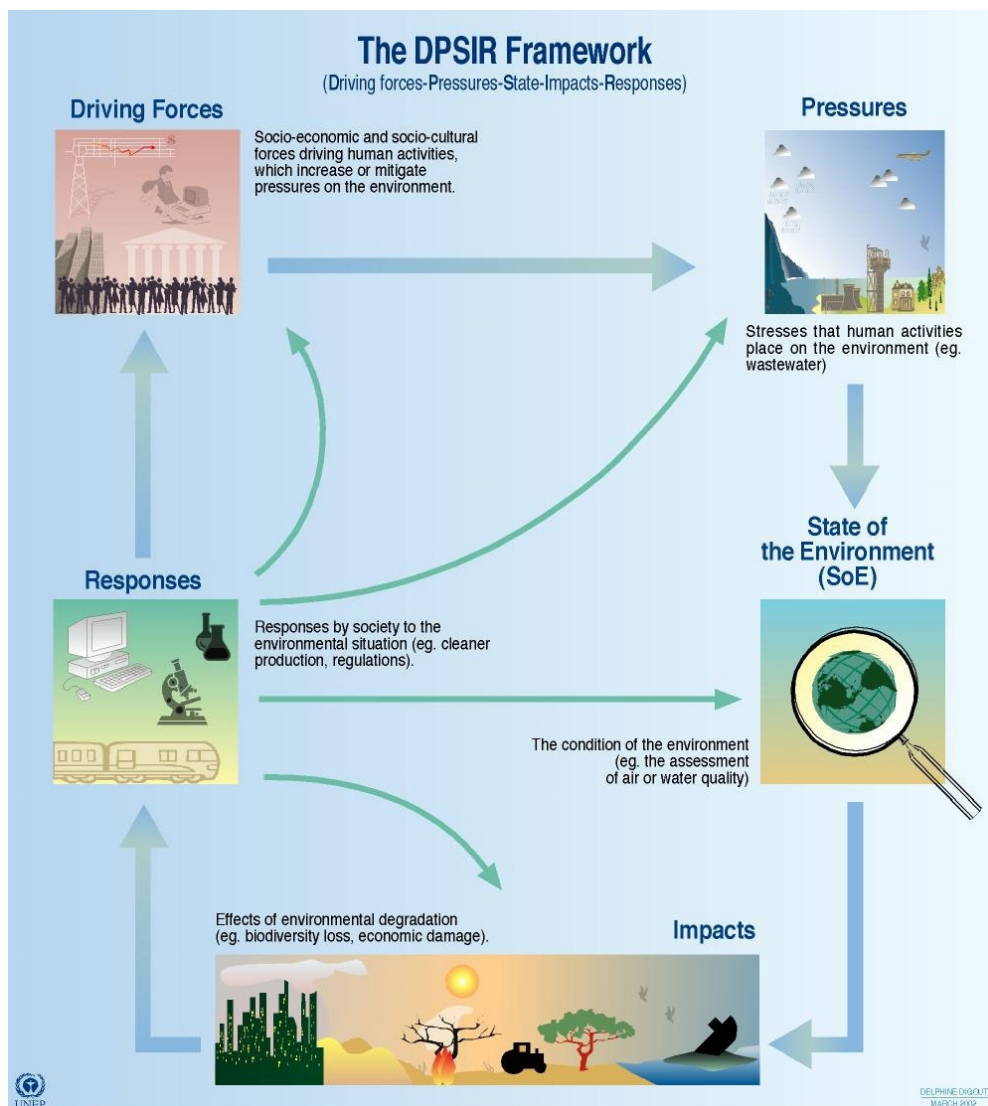 The DPSIR Framework
(Driving forces-Pressures-State-Impacts-Responses)
Driving Forces
Socio-economic and socio-cultural
forces driving human activities,
which increase or mitigate
pressures on the environment.
Pressures
Stresses that human activities
place on the environment (eg.
wastewater)
State of
the Environment
(SoE)
Responses
Responses by society to the
environmental situation (eg. cleaner
production, regulations).
The condition of the environment
(eg. the assessment
of air or water quality)
Effects of environmental degradation
(eg. biodiversity loss, economic damage).
Impacts
UNEP
DELPHINE DIGOUT
MARCH 2002